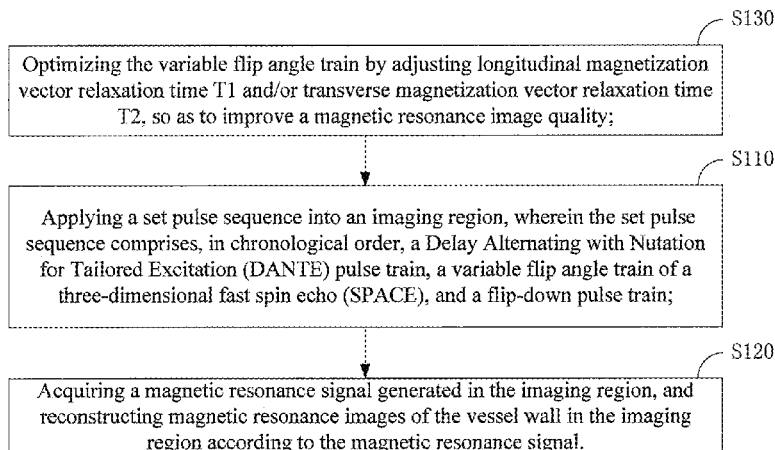 S130
Optimizing the variable flip angle train by adjusting longitudinal magnetization
vector relaxation time T1 and/or transverse magnetization vector relaxation time
T2, so as to improve a magnetic resonance image quality;
S110
Applying a set pulse sequence into an imaging region, wherein the set pulse
sequence comprises, in chronological order, a Delay Alternating with Nutation
for Tailored Excitation (DANTE) pulse train, a variable flip angle train of a
three-dimensional fast spin echo (SPACE), and a flip-down pulse train;
S120
Acquiring a magnetic resonance signal generated in the imaging region, and
reconstructing magnetic resonance images of the vessel wall in the imaging
region according to the magnetic resonance signal.